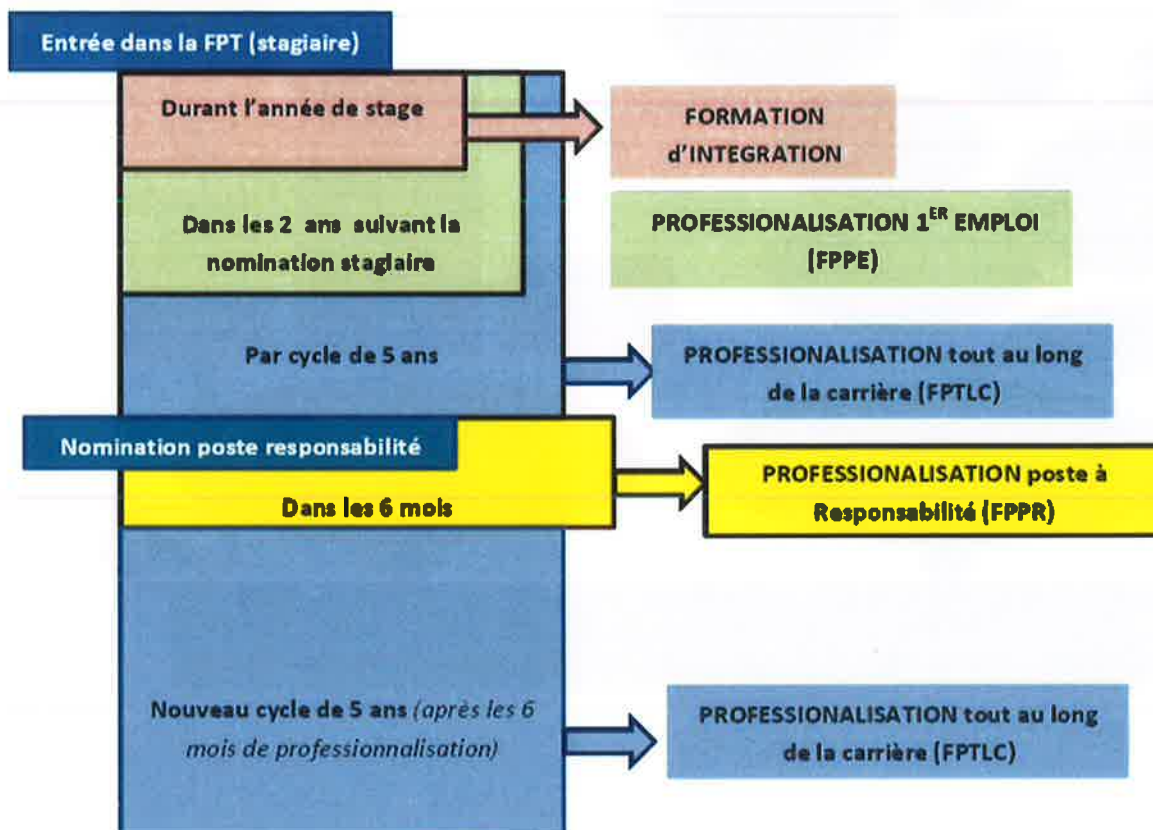 Entrée dans la FPT (stagiaire)
Durant l'année de stage
FORMATION
d'INTEGRATION
Dans les 2 ans suivant la
nomination stagiaire
PROFESSIONALISATION 1ER EMPLOI
(FPPE)
Par cycle de 5 ans
PROFESSIONALISATION tout au long
de la carrière (FPTLC)
Nomination poste responsabilité
Dans les 6 mois
PROFESSIONALISATION poste à
Responsabilité (FPPR)
Nouveau cycle de 5 ans (après les 6
mois de professionnalisation)
PROFESSIONALISATION tout au long
de la carrière (FPTLC)